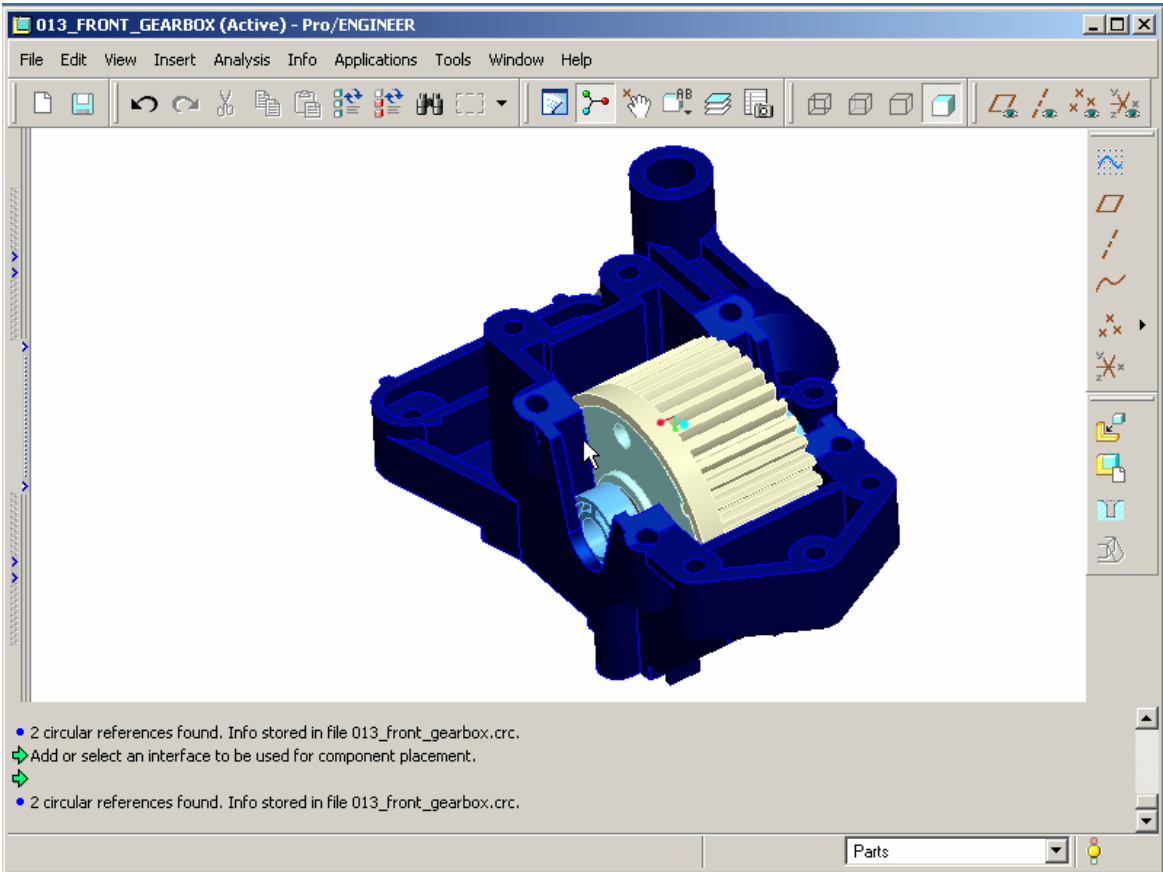 013_FRONT_GEARBOX (Active) - Pro/ENGINEER
File Edit View Insert Analysis Info Applications Tools Window Help
AB
2 circular references found. Info stored in file 013_front_gearbox.crc.
Add or select an interface to be used for component placement.
2 circular references found. Info stored in file 013_front_gearbox.crc.
Parts